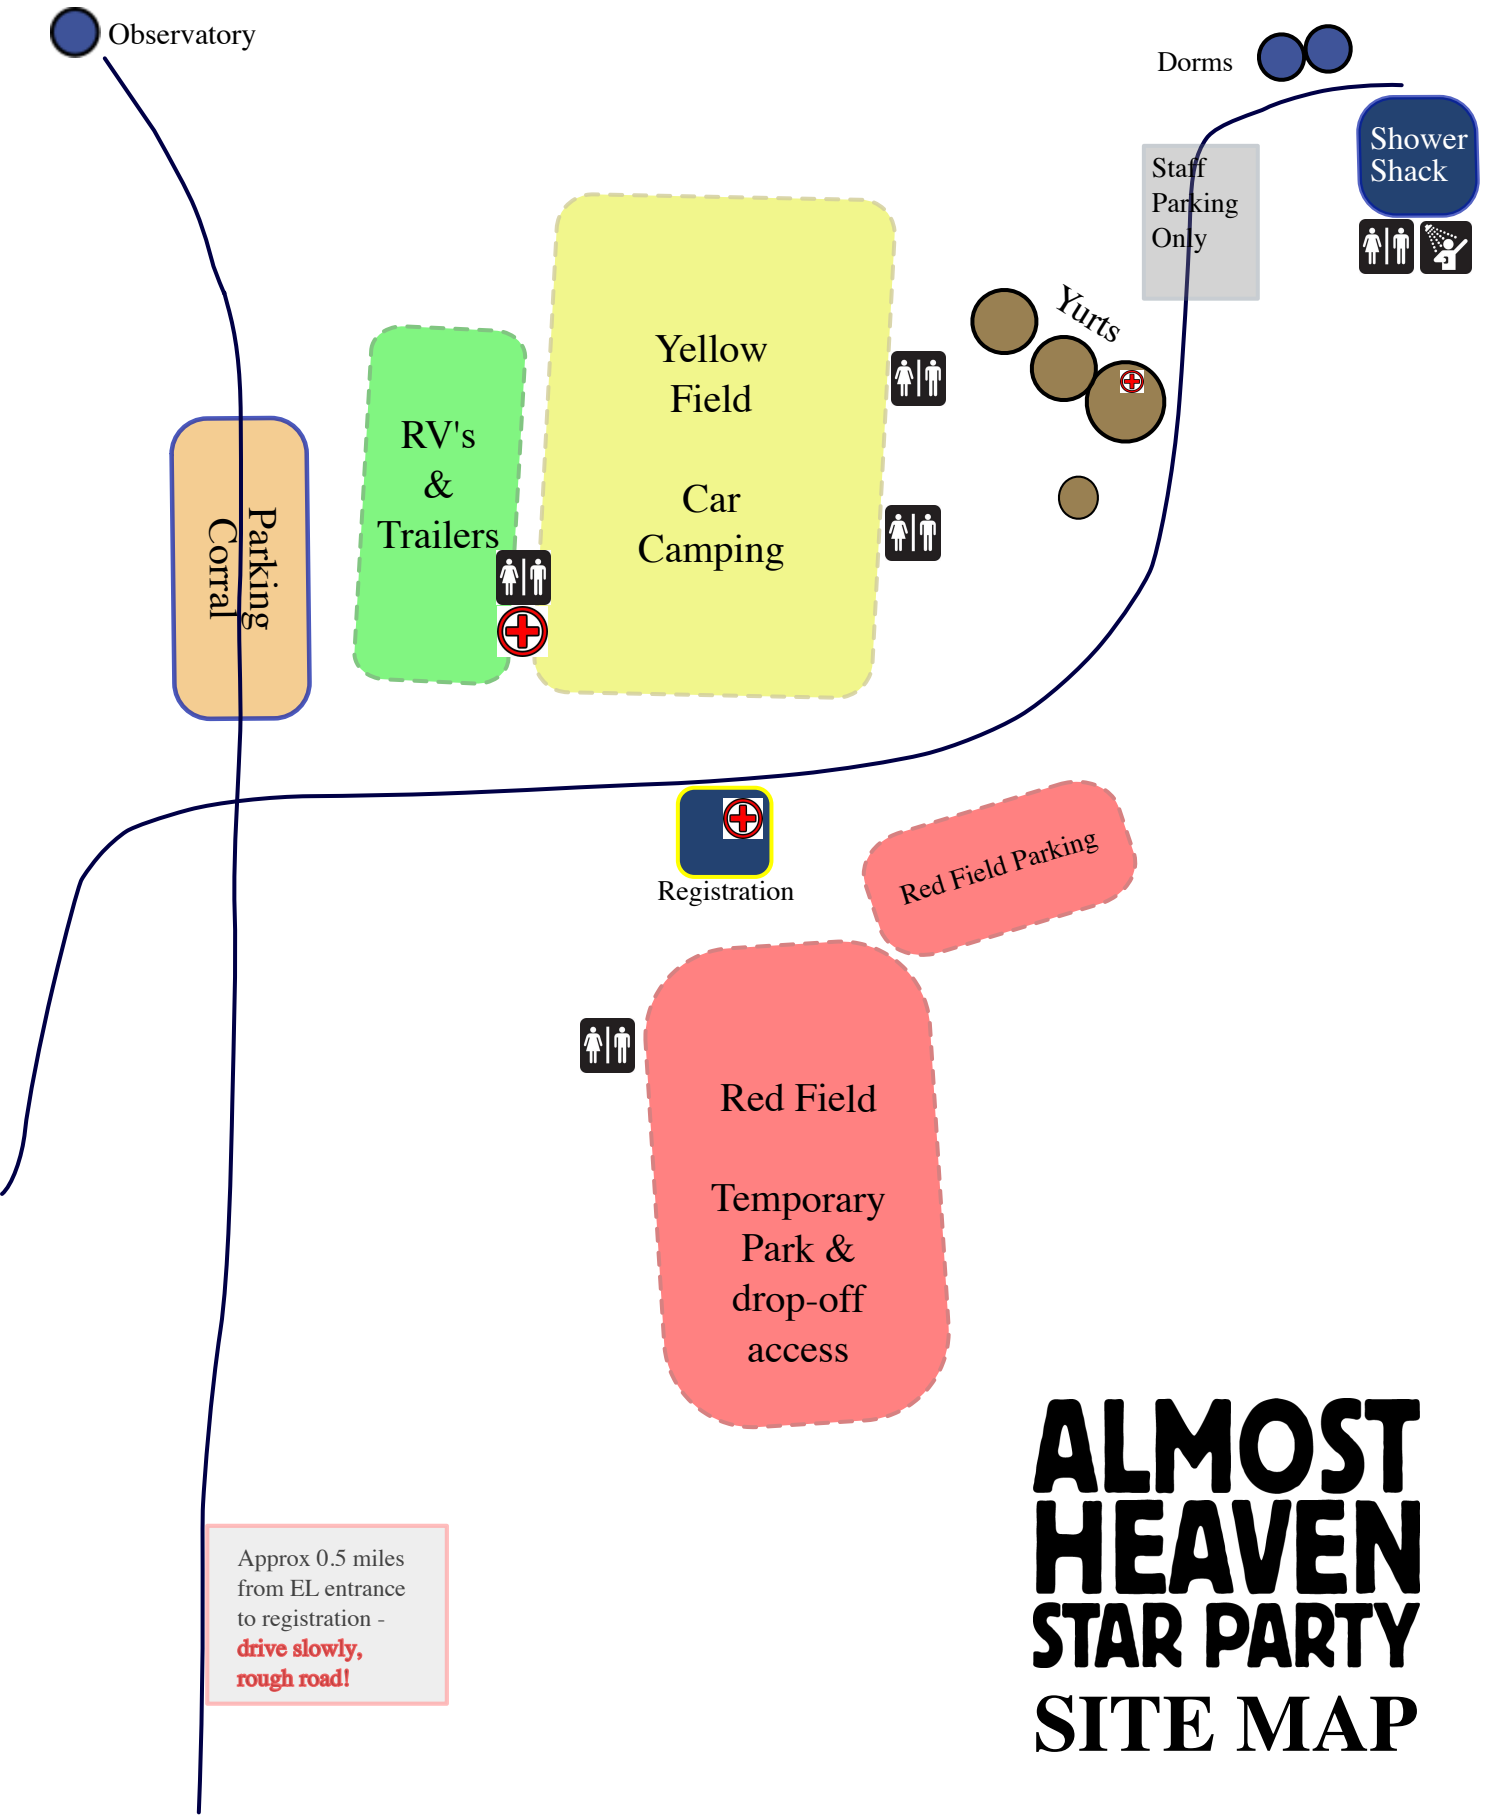 Observatory
Dorms
Shower
Shack
Staff
Parking
Only
Yurts
Yellow
Field
Car
Camping
RV's
&
Trailers
Parking
Corral
Registration
Red Field Parking
Red Field
Temporary
Park &
drop-off
access
Approx 0.5 miles
from EL entrance
to registration -
drive slowly,
rough road!
ALMOST
HEAVEN
STAR PARTY
SITE MAP